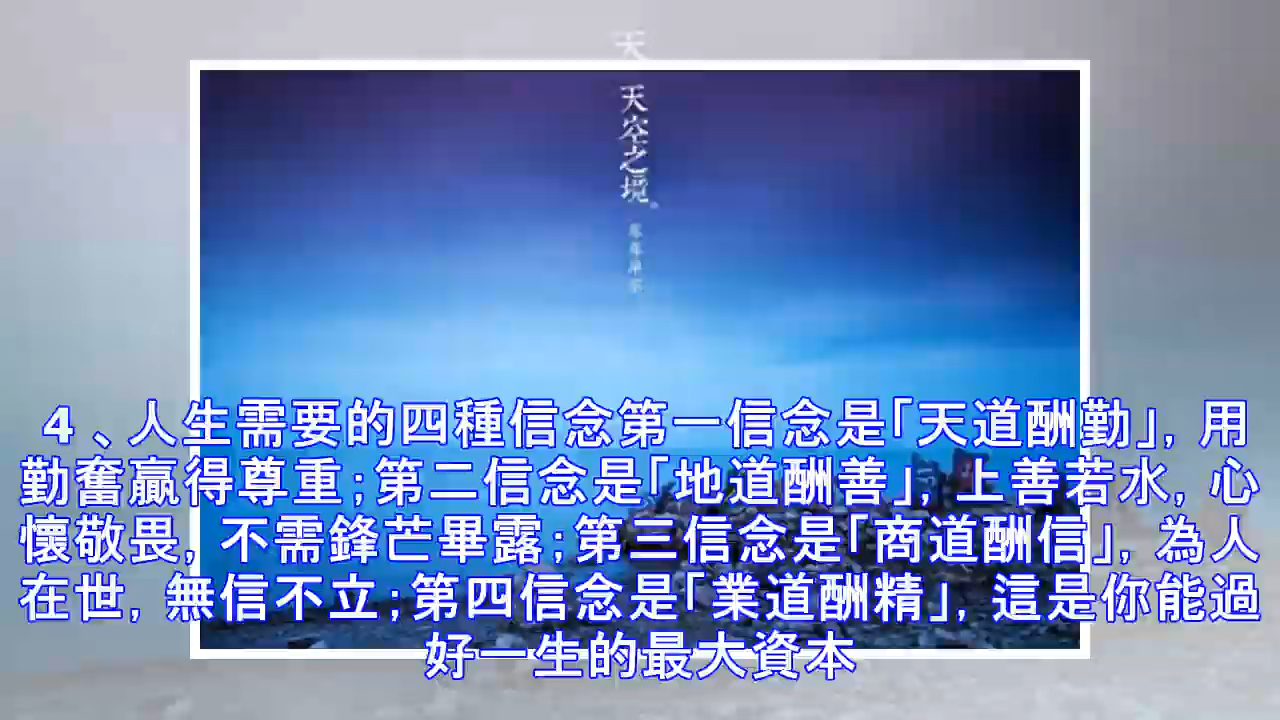 天
天空之境。
4、人生需要的四種信念第一信念是「天道酬勤」, 用
勤奮贏得尊重;第二信念是「地道酬善」, 上善若水, 心
懷敬畏, 不需鋒芒畢露;第三信念是「商道酬信」, 為人
在世, 無信不立;第四信念是「業道酬精」, 這是你能過
好一生的最大資本